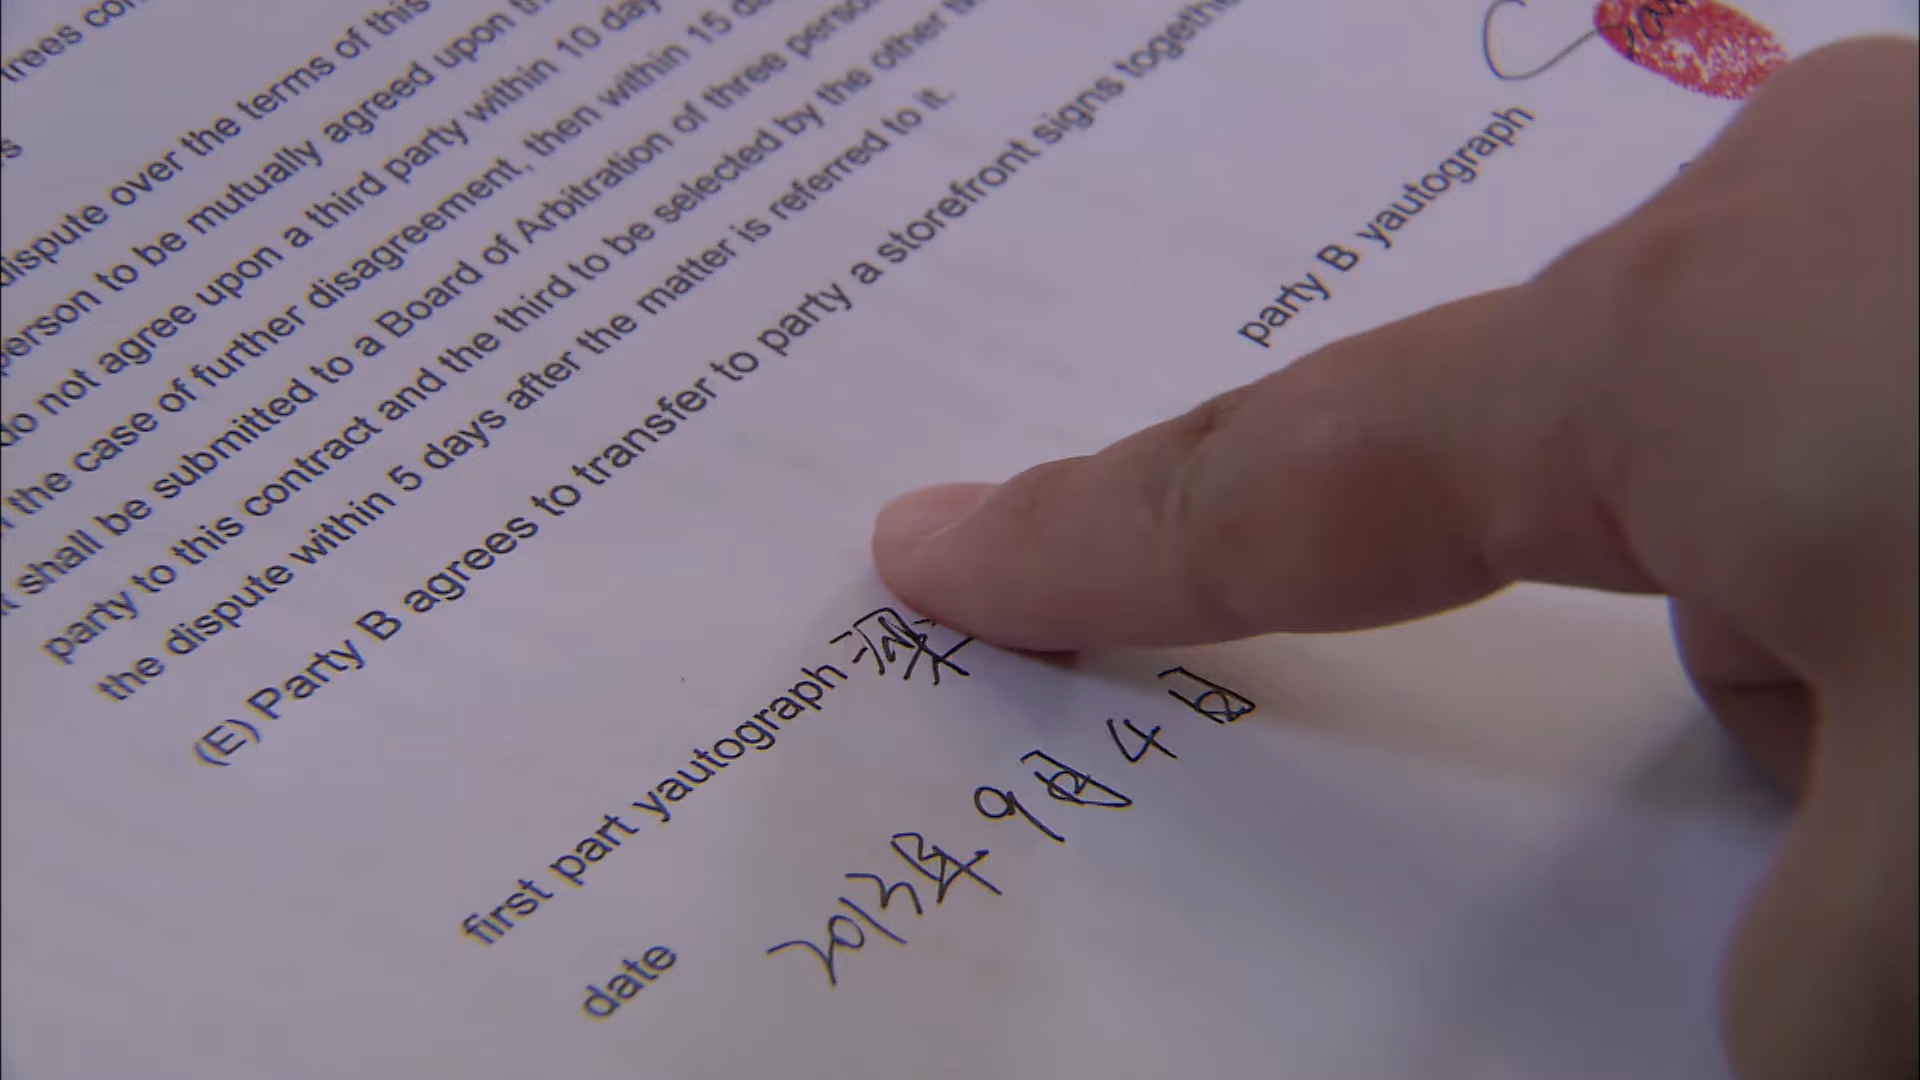 trees
dispute over the terms of this
person to be mutually agreed upon
do not agree upon a third party within 10
the case of further disagreement, then within 15
shall be submitted to a Board of Arbitration of three
party to this contract and the third to be selected by the other
the dispute within 5 days after the matter is referred to it.
(E) Party B agrees to transfer to party a storefront signs
party B yautograph
first part yautograph 梁
date 2013年9月4日